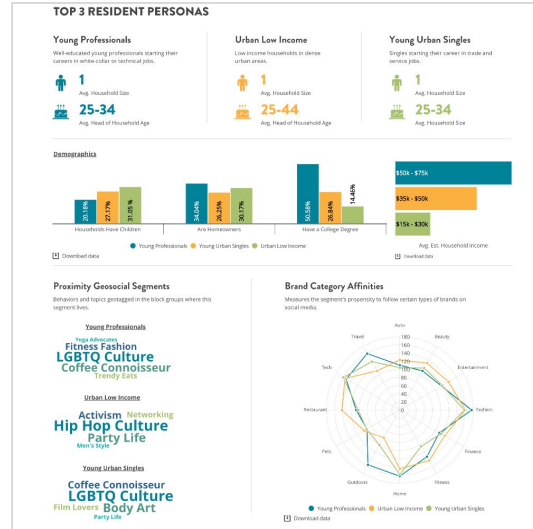 TOP 3 RESIDENT PERSONAS
Young Professionals
Well-educated young professionals starting their
careers in white-collar or technical jobs.
1
Avg. Household Size
25-34
Avg. Head of Household Age
Urban Low Income
Low income households in dense
urban areas.
1
Avg. Household Size
25-44
Avg. Head of Household Age
Young Urban Singles
Singles starting their career in trade and
service jobs.
1
Avg. Household Size
25-34
Avg. Household Size
Demographics
20.18%
27.17%
31.05 %
Households Have Children
34.04%
26.25%
30.17%
Are Homeowners
50.58%
26.84%
14.46%
Have a College Degree
Young Professionals
Young Urban Singles
Urban Low Income
Download data
$50k - $75k
$35k - $50k
$15k - $30k
Avg. Est. Household Income
Download data
Proximity Geosocial Segments
Behaviors and topics geotagged in the block groups where this
segment lives.
Young Professionals
Yoga Advocates
Fitness Fashion
LGBTQ Culture
Coffee Connoisseur
Trendy Eats
Urban Low Income
Activism Networking
Hip Hop Culture
Party Life
Men's Style
Young Urban Singles
Coffee Connoisseur
LGBTQ Culture
Film Lovers Body Art
Party Life
Brand Category Affinities
Measures the segment's propensity to follow certain types of brands on
social media.
Auto
Beauty
Entertainment
Fashion
Finance
Fitness
Home
Outdoors
Pets
Restaurant
Tech
Travel
180
160
140
120
100
80
60
40
20
0
Young Professionals
Urban Low Income
Young Urban Singles
Download data